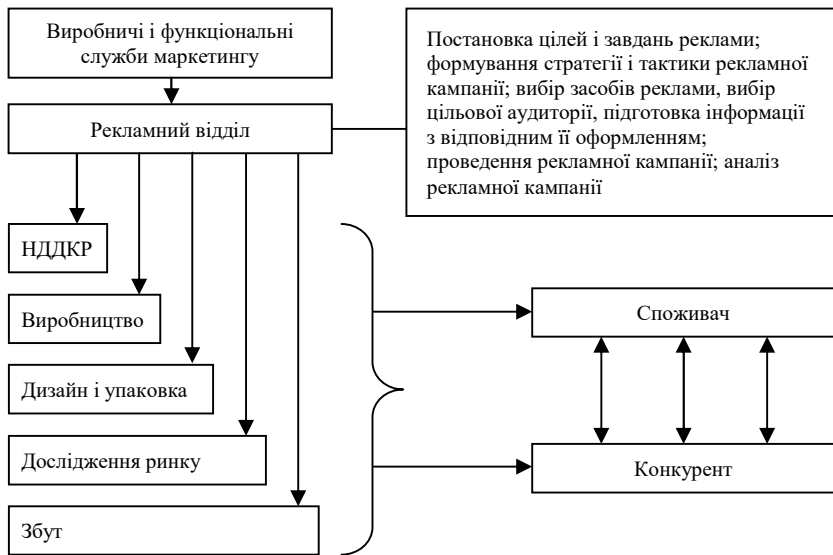 Виробничі і функціональні
служби маркетингу
Рекламний відділ
Постановка цілей і завдань реклами;
формування стратегії і тактики рекламної
кампанії; вибір засобів реклами, вибір
цільової аудиторії, підготовка інформації
з відповідним її оформленням;
проведення рекламної кампанії; аналіз
рекламної кампанії
НДДКР
Виробництво
Дизайн і упаковка
Дослідження ринку
Збут
Споживач
Конкурент